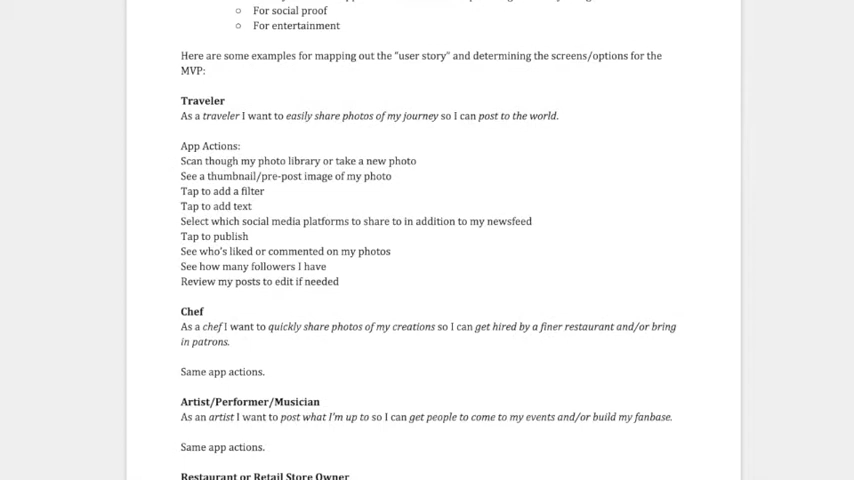 For social proof
For entertainment
Here are some examples for mapping out the "user story" and determining the screens/options for the
MVP:
Traveler
As a traveler I want to easily share photos of my journey so I can post to the world.
App Actions:
Scan though my photo library or take a new photo
See a thumbnail/pre-post image of my photo
Tap to add a filter
Tap to add text
Select which social media platforms to share to in addition to my newsfeed
Tap to publish
See who's liked or commented on my photos
See how many followers I have
Review my posts to edit if needed
Chef
As a chef I want to quickly share photos of my creations so I can get hired by a finer restaurant and/or bring
in patrons.
Same app actions.
Artist/Performer/Musician
As an artist I want to post what I'm up to so I can get people to come to my events and/or build my fanbase.
Same app actions.
Restaurant or Retail Store Owner